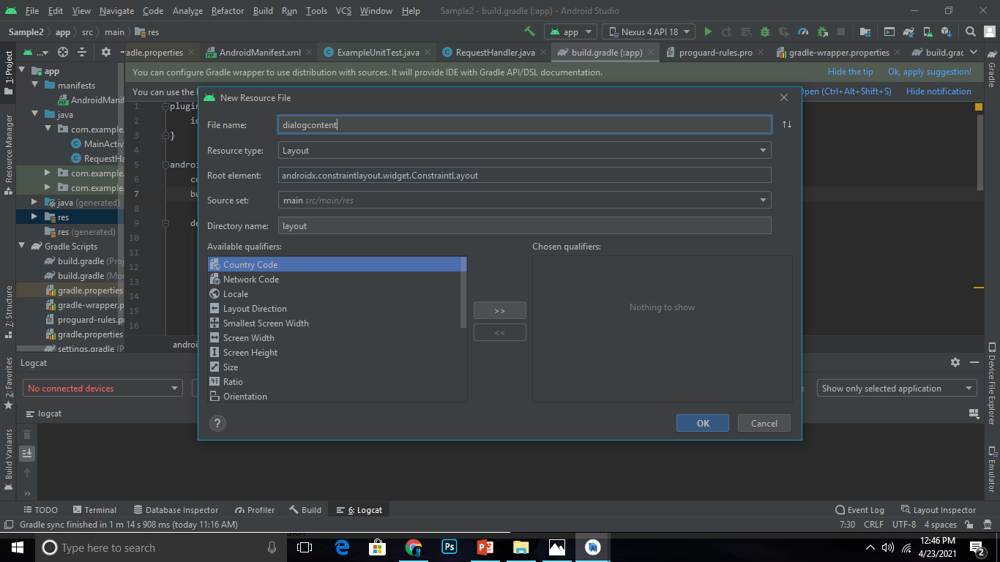 File Edit View Navigate Code Analyze Refactor Build Run Tools VCS Window Help Sample2 - build.gradle (:app) - Android Studio
Sample2 app src main res app Nexus 4 API 18
...dle.properties AndroidManifest.xml ExampleUnitTest.java RequestHandler.java build.gradle (:app) proguard-rules.pro gradle-wrapper.properties build.grad
1: Project
Resource Manager
7: Structure
2: Favorites
Build Variants
app
manifests
AndroidManif
java
com.example.
MainActiv
RequestHa
com.example.
com.example.
java (generated)
res
res (generated)
Gradle Scripts
build.gradle (Proj
build.gradle (Mod
gradle.properties
gradle-wrapper.p
proguard-rules.pr
gradle.properties
settings.gradle (P
You can configure Gradle wrapper to use distribution with sources. It will provide IDE with Gradle API/DSL documentation. Hide the tip Ok, apply suggestion!
You can use the Open (Ctrl+Alt+Shift+S) Hide notification
1 plugin
2 id
3 }
4
5 androi
6 co
7 bu
8
9 de
10
11
12
13
14
15
16
androi
New Resource File
File name: dialogcontent
Resource type: Layout
Root element: androidx.constraintlayout.widget.ConstraintLayout
Source set: main src/main/res
Directory name: layout
Available qualifiers: Chosen qualifiers:
Country Code
Network Code
Locale
Layout Direction
Smallest Screen Width
Screen Width
Screen Height
Size
Ratio
Orientation
>>
<<
Nothing to show
?
OK Cancel
Gradle
Device File Explorer
Emulator
Logcat
No connected devices Show only selected application
logcat
TODO Terminal Database Inspector Profiler Build 6: Logcat Event Log Layout Inspector
Gradle sync finished in 1 m 14 s 908 ms (today 11:16 AM) 7:30 CRLF UTF-8 4 spaces
Type here to search
Ps
12:46 PM
4/23/2021
2